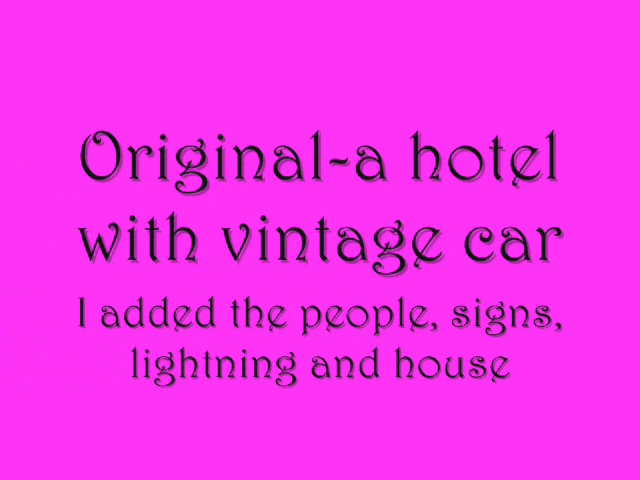 Original-a hotel
with vintage car
I added the people, signs,
lightning and house